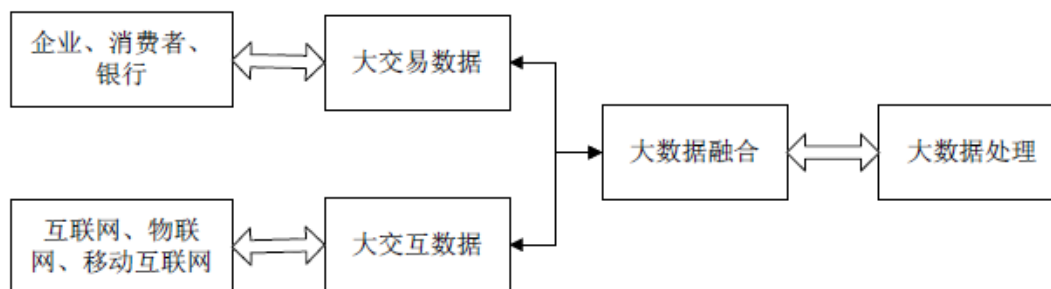 企业、消费者、
银行
大交易数据
大数据融合
大数据处理
互联网、物联
网、移动互联网
大交互数据